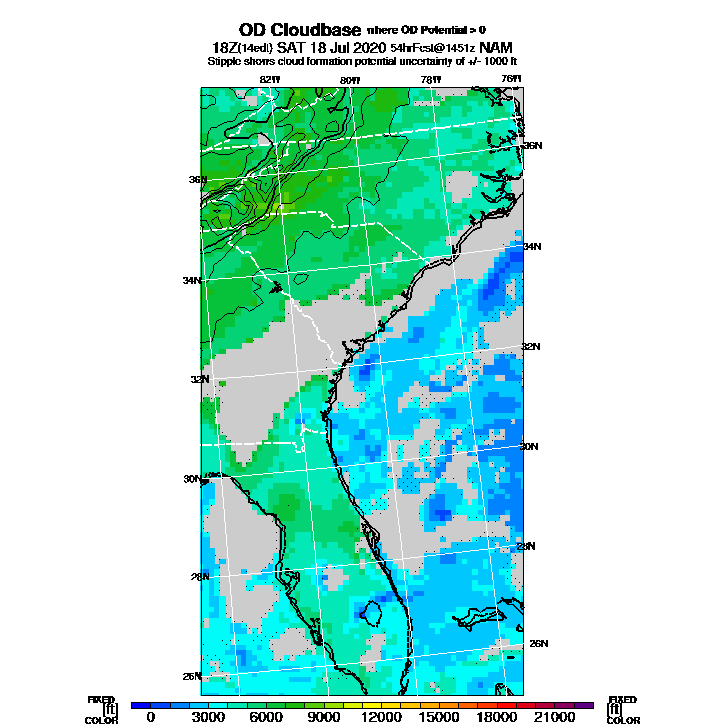 OD Cloudbase where OD Potential > 0
18Z(14edt) SAT 18 Jul 2020 54hrFcst@1451z NAM
Stipple shows cloud formation potential uncertainty of +/- 1000 ft
82W 80W 78W 76W
36N 36N
34N 34N
32N 32N
30N 30N
28N 28N
26N 26N
FIXED FIXED
[ft] 0 3000 6000 9000 12000 15000 18000 21000 [ft]
COLOR COLOR